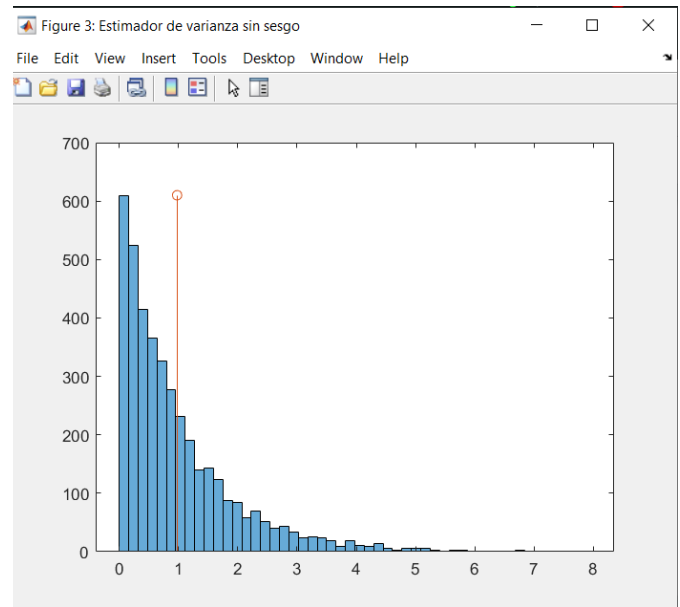 Figure 3: Estimador de varianza sin sesgo
File Edit View Insert Tools Desktop Window Help
700
600
500
400
300
200
100
0
0 1 2 3 4 5 6 7 8